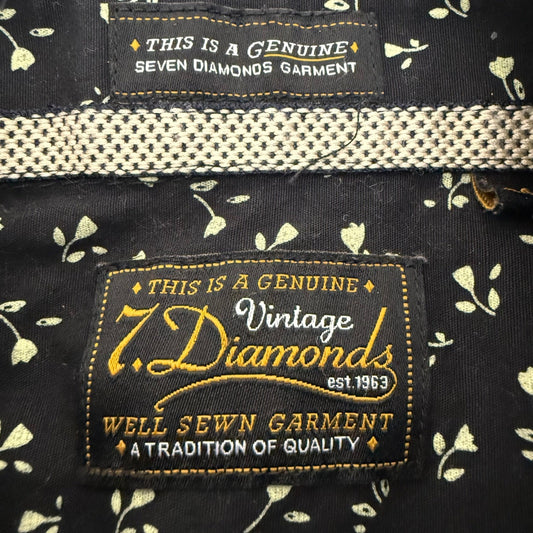 THIS IS A GENUINE
SEVEN DIAMONDS GARMENT
THIS IS A GENUINE
Vintage
7.Diamonds
est.1963
WELL SEWN GARMENT
A TRADITION OF QUALITY